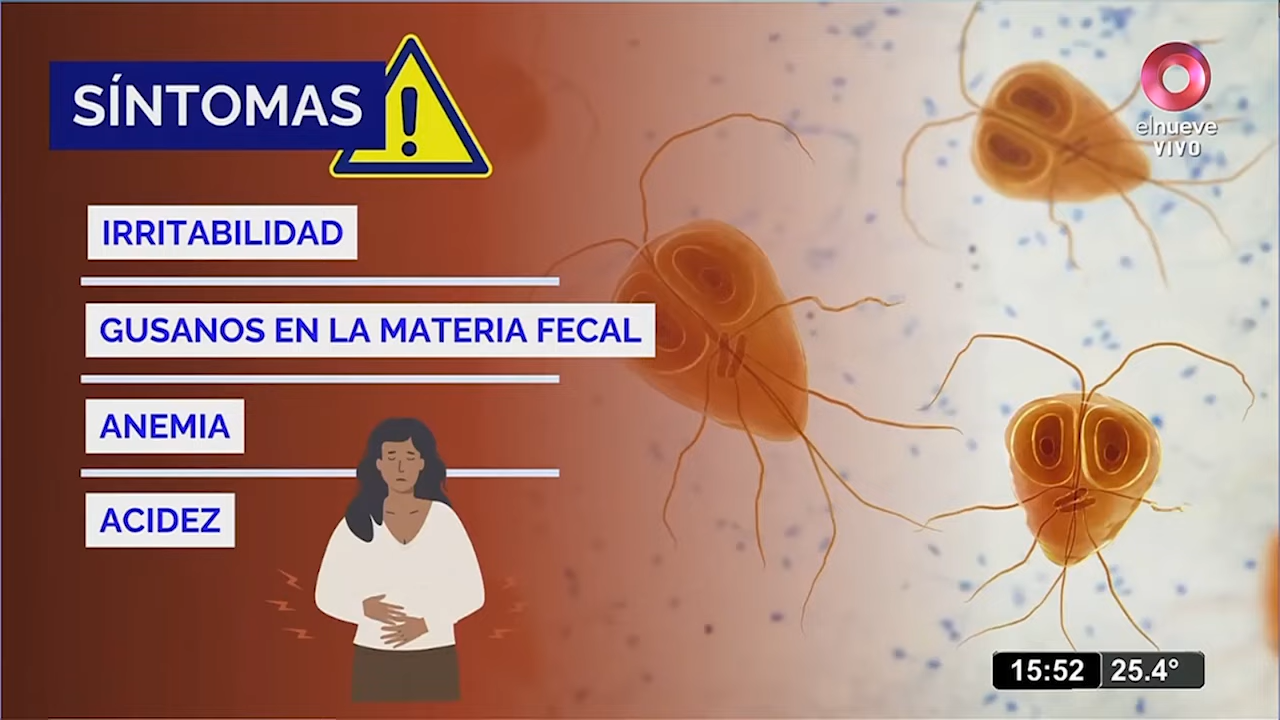 SÍNTOMAS
IRRITABILIDAD
GUSANOS EN LA MATERIA FECAL
ANEMIA
ACIDEZ
elnueve
VIVO
15:52 25.4°